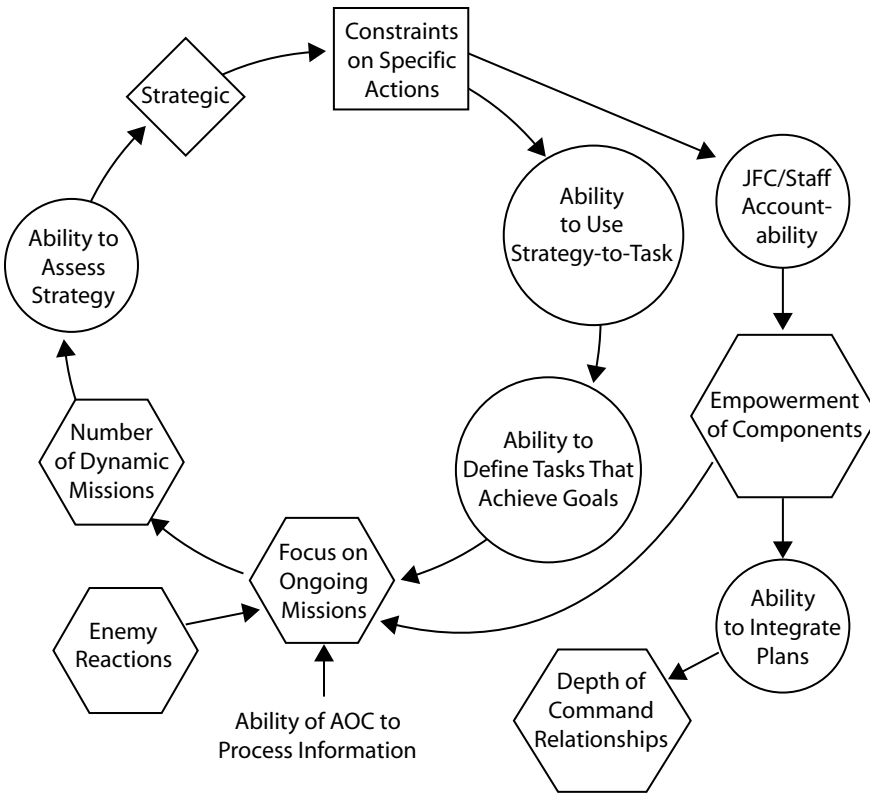 Constraints
on Specific
Actions
Strategic
JFC/Staff
Account-
ability
Ability
to Use
Strategy-to-Task
Ability to
Assess
Strategy
Empowerment
of Components
Number
of Dynamic
Missions
Ability to
Define Tasks That
Achieve Goals
Focus on
Ongoing
Missions
Enemy
Reactions
Ability
to Integrate
Plans
Depth of
Command
Relationships
Ability of AOC to
Process Information